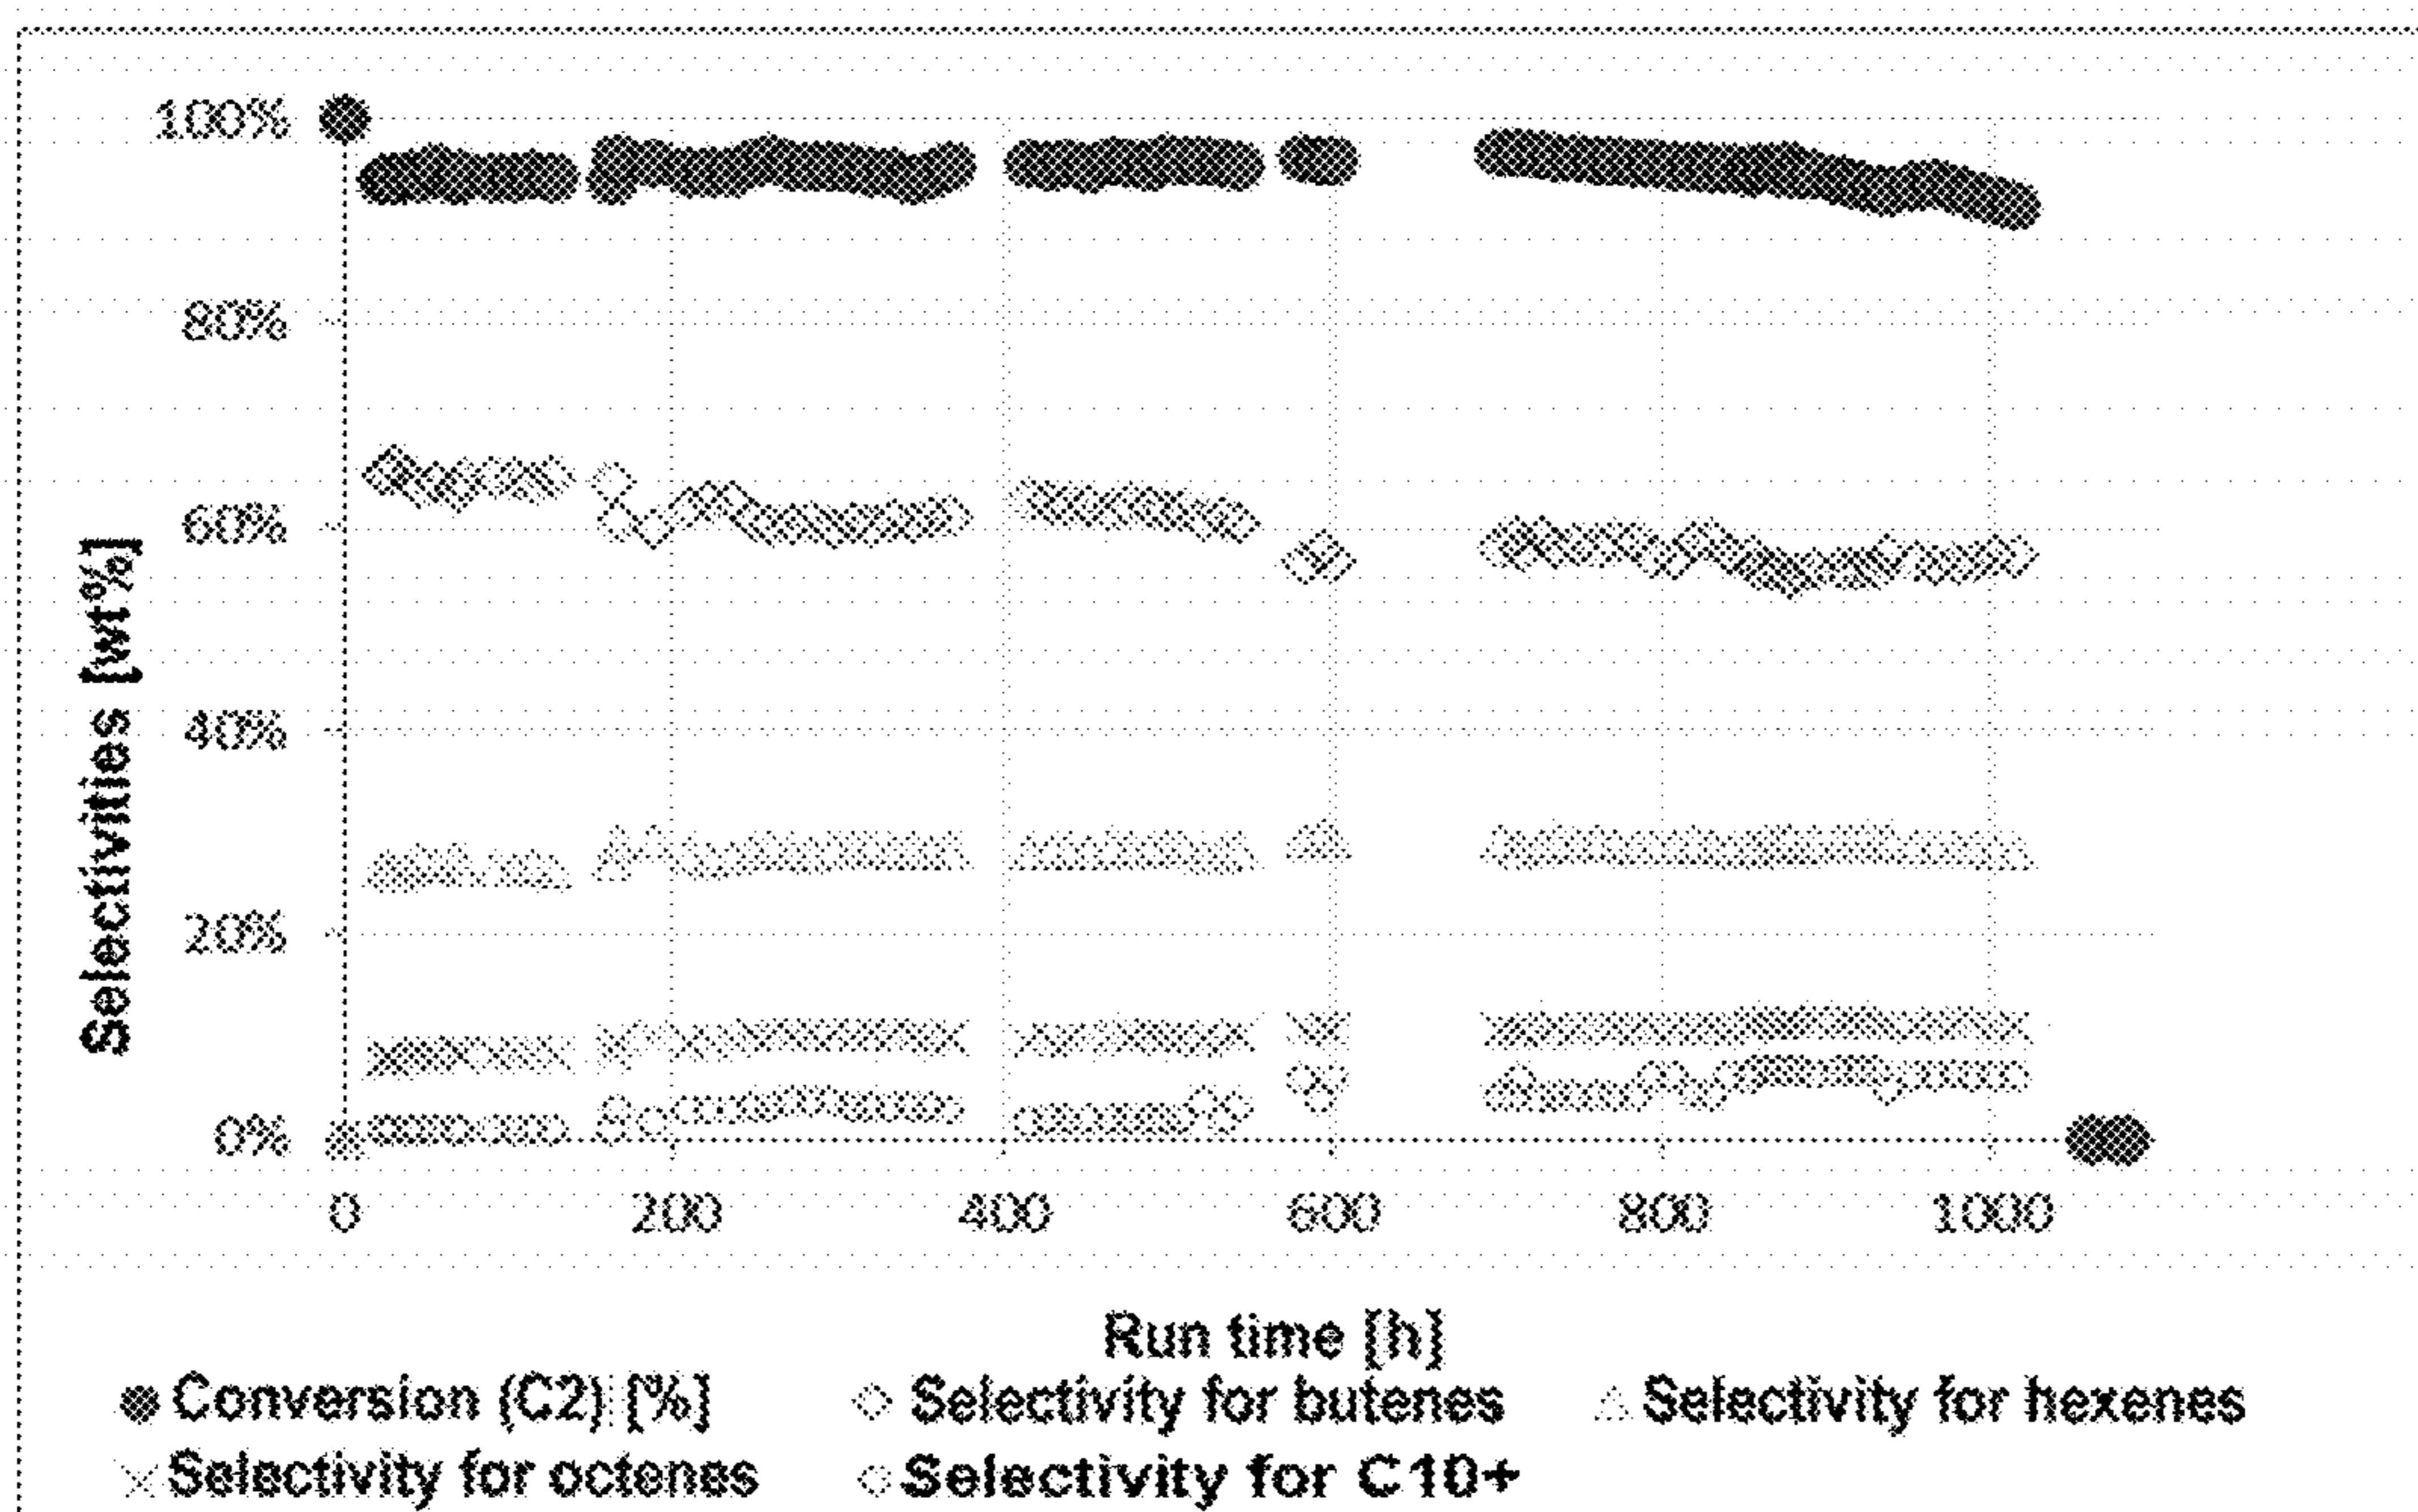 100%
80%
60%
40%
20%
0%
Selectivities [wt%]
0 200 400 600 800 1000
Run time [h]
Conversion (C2) [%] Selectivity for butenes Selectivity for hexenes
Selectivity for octenes Selectivity for C10+